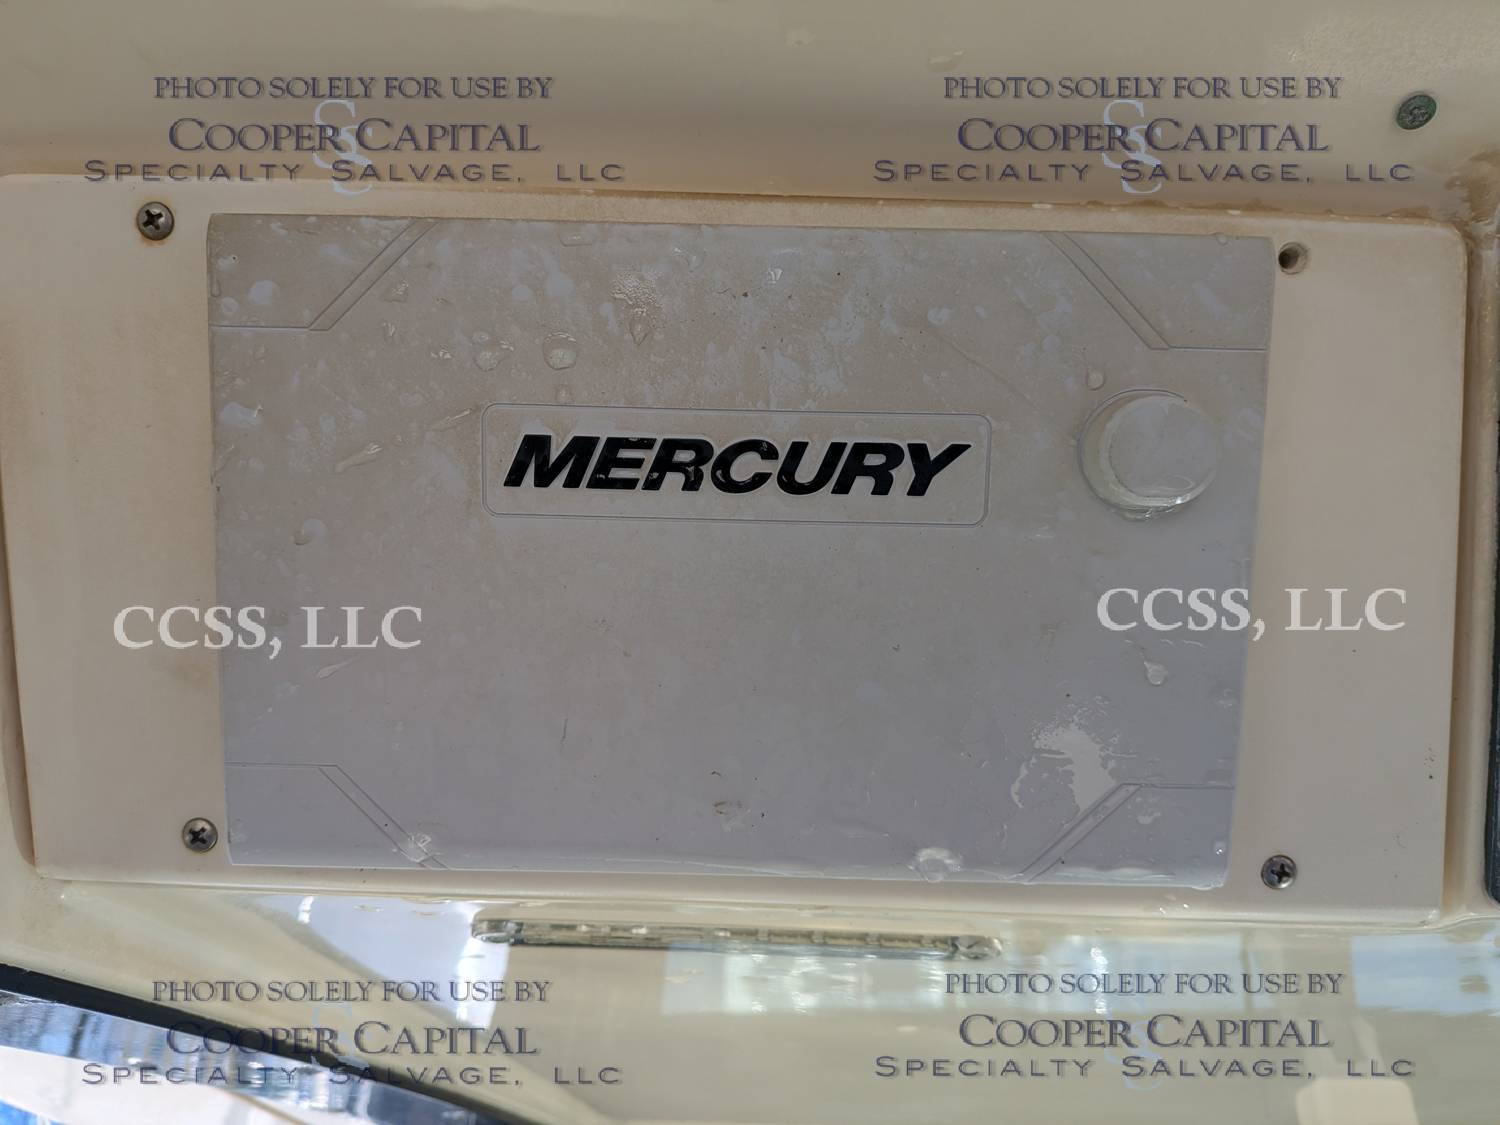 PHOTO SOLELY FOR USE BY
COOPER CAPITAL
SPECIALTY SALVAGE, LLC
PHOTO SOLELY FOR USE BY
COOPER CAPITAL
SPECIALTY SALVAGE, LLC
MERCURY
CCSS, LLC
CCSS, LLC
PHOTO SOLELY FOR USE BY
COOPER CAPITAL
SPECIALTY SALVAGE, LLC
PHOTO SOLELY FOR USE BY
COOPER CAPITAL
SPECIALTY SALVAGE, LLC